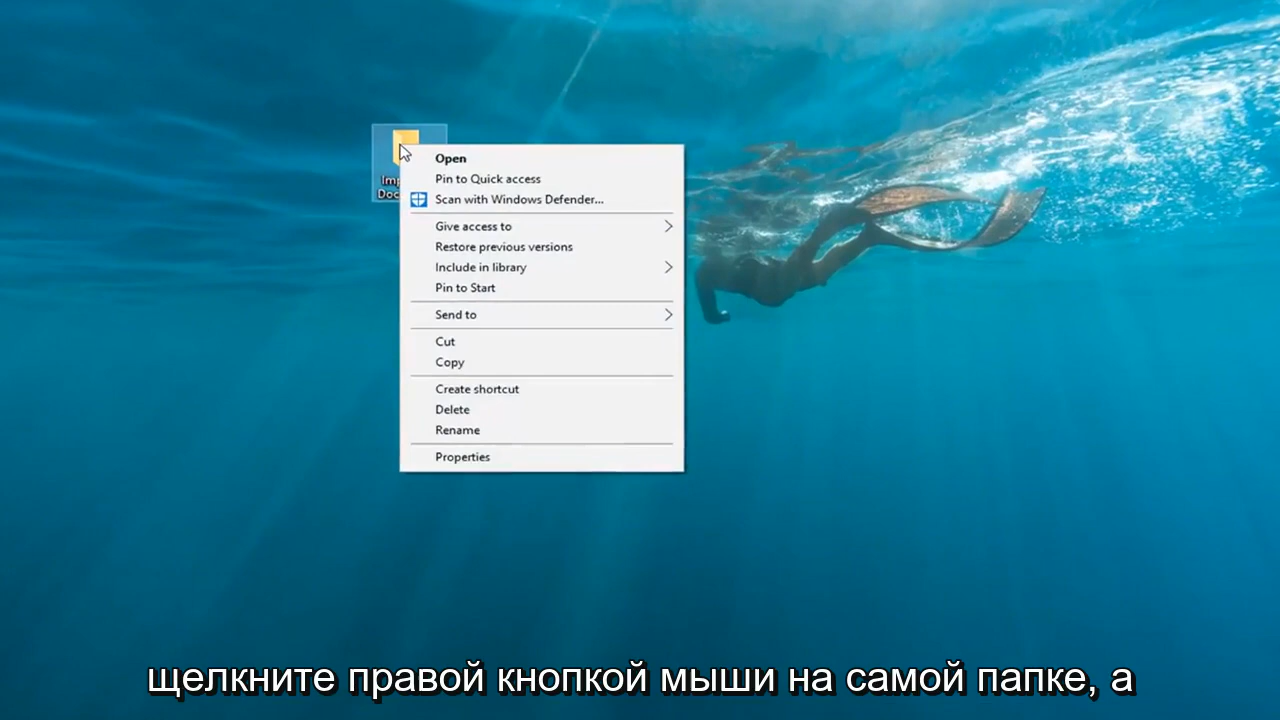 Open
Pin to Quick access
Scan with Windows Defender...
Give access to
Restore previous versions
Include in library
Pin to Start
Send to
Cut
Copy
Create shortcut
Delete
Rename
Properties
щелкните правой кнопкой мыши на самой папке, а